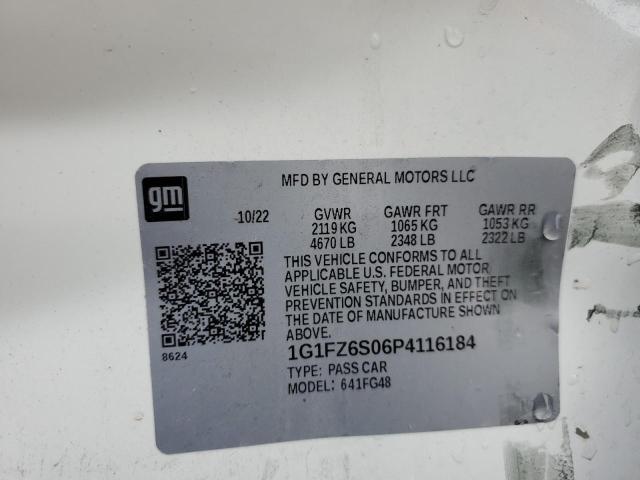 gm
MFD BY GENERAL MOTORS LLC
10/22 GVWR GAWR FRT GAWR RR
2119 KG 1065 KG 1053 KG
4670 LB 2348 LB 2322 LB
THIS VEHICLE CONFORMS TO ALL
APPLICABLE U.S. FEDERAL MOTOR
VEHICLE SAFETY, BUMPER, AND THEFT
PREVENTION STANDARDS IN EFFECT ON
THE DATE OF MANUFACTURE SHOWN
ABOVE.
8624
1G1FZ6S06P4116184
TYPE: PASS CAR
MODEL: 641FG48